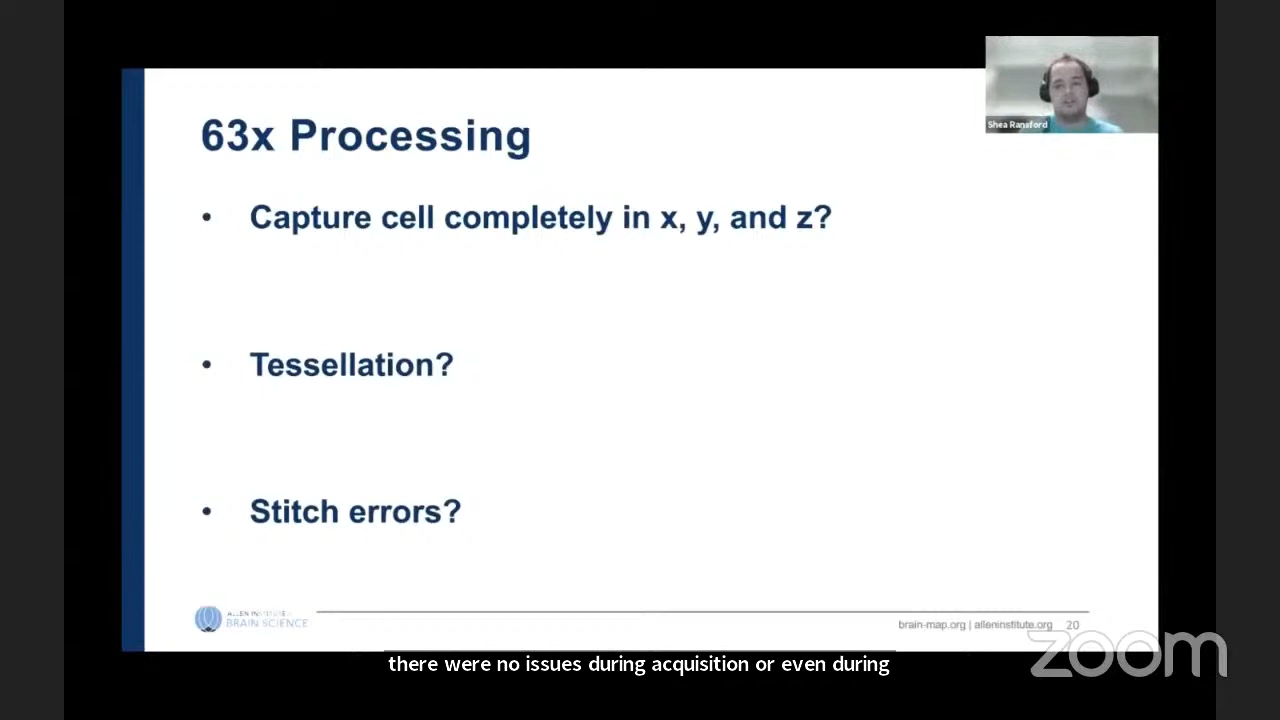 Shea Ransford
63x Processing
• Capture cell completely in x, y, and z?
• Tessellation?
• Stitch errors?
ALLEN INSTITUTE for
BRAIN SCIENCE
brain-map.org | alleninstitute.org 20
there were no issues during acquisition or even during
zoom